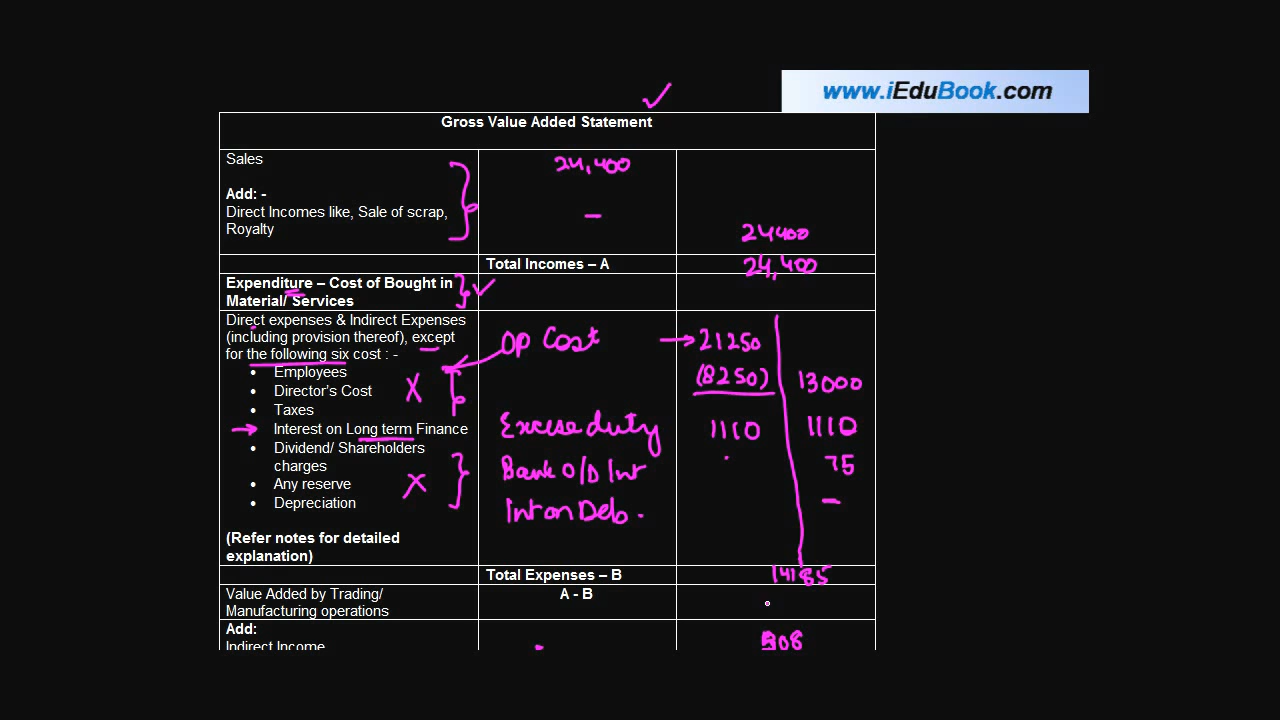 www.iEduBook.com
Gross Value Added Statement
Sales 24,400
Add: -
Direct Incomes like, Sale of scrap, –
Royalty 24400
Total Incomes – A 24,400
Expenditure – Cost of Bought in
Material/ Services
Direct expenses & Indirect Expenses
(including provision thereof), except Op Cost 21250
for the following six cost : -
• Employees (8250) 13000
• Director's Cost
• Taxes
• Interest on Long term Finance Excise duty 1110 1110
• Dividend/ Shareholders
charges Bank O/D Int 75
• Any reserve
• Depreciation Int on Deb. –
(Refer notes for detailed
explanation)
Total Expenses – B 14185
Value Added by Trading/ A - B
Manufacturing operations
Add: 508
Indirect Income